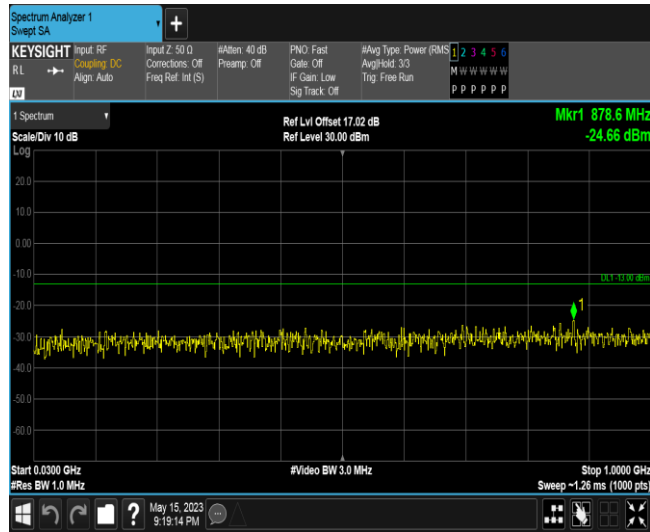 Spectrum Analyzer 1
Swept SA
+
KEYSIGHT
RL
LXI
Input: RF
Coupling: DC
Align: Auto
Input Z: 50 Ω
Corrections: Off
Freq Ref: Int (S)
#Atten: 40 dB
Preamp: Off
PNO: Fast
Gate: Off
IF Gain: Low
Sig Track: Off
#Avg Type: Power (RMS
Avg|Hold: 3/3
Trig: Free Run
1 2 3 4 5 6
M W W W W W
P P P P P P
1 Spectrum
Scale/Div 10 dB
Log
Ref Lvl Offset 17.02 dB
Ref Level 30.00 dBm
Mkr1 878.6 MHz
-24.66 dBm
20.0
10.0
0.00
-10.0
DL1 -13.00 dBm
1
-20.0
-30.0
-40.0
-50.0
-60.0
Start 0.0300 GHz
#Res BW 1.0 MHz
#Video BW 3.0 MHz
Stop 1.0000 GHz
Sweep ~1.26 ms (1000 pts)
?
May 15, 2023
9:19:14 PM